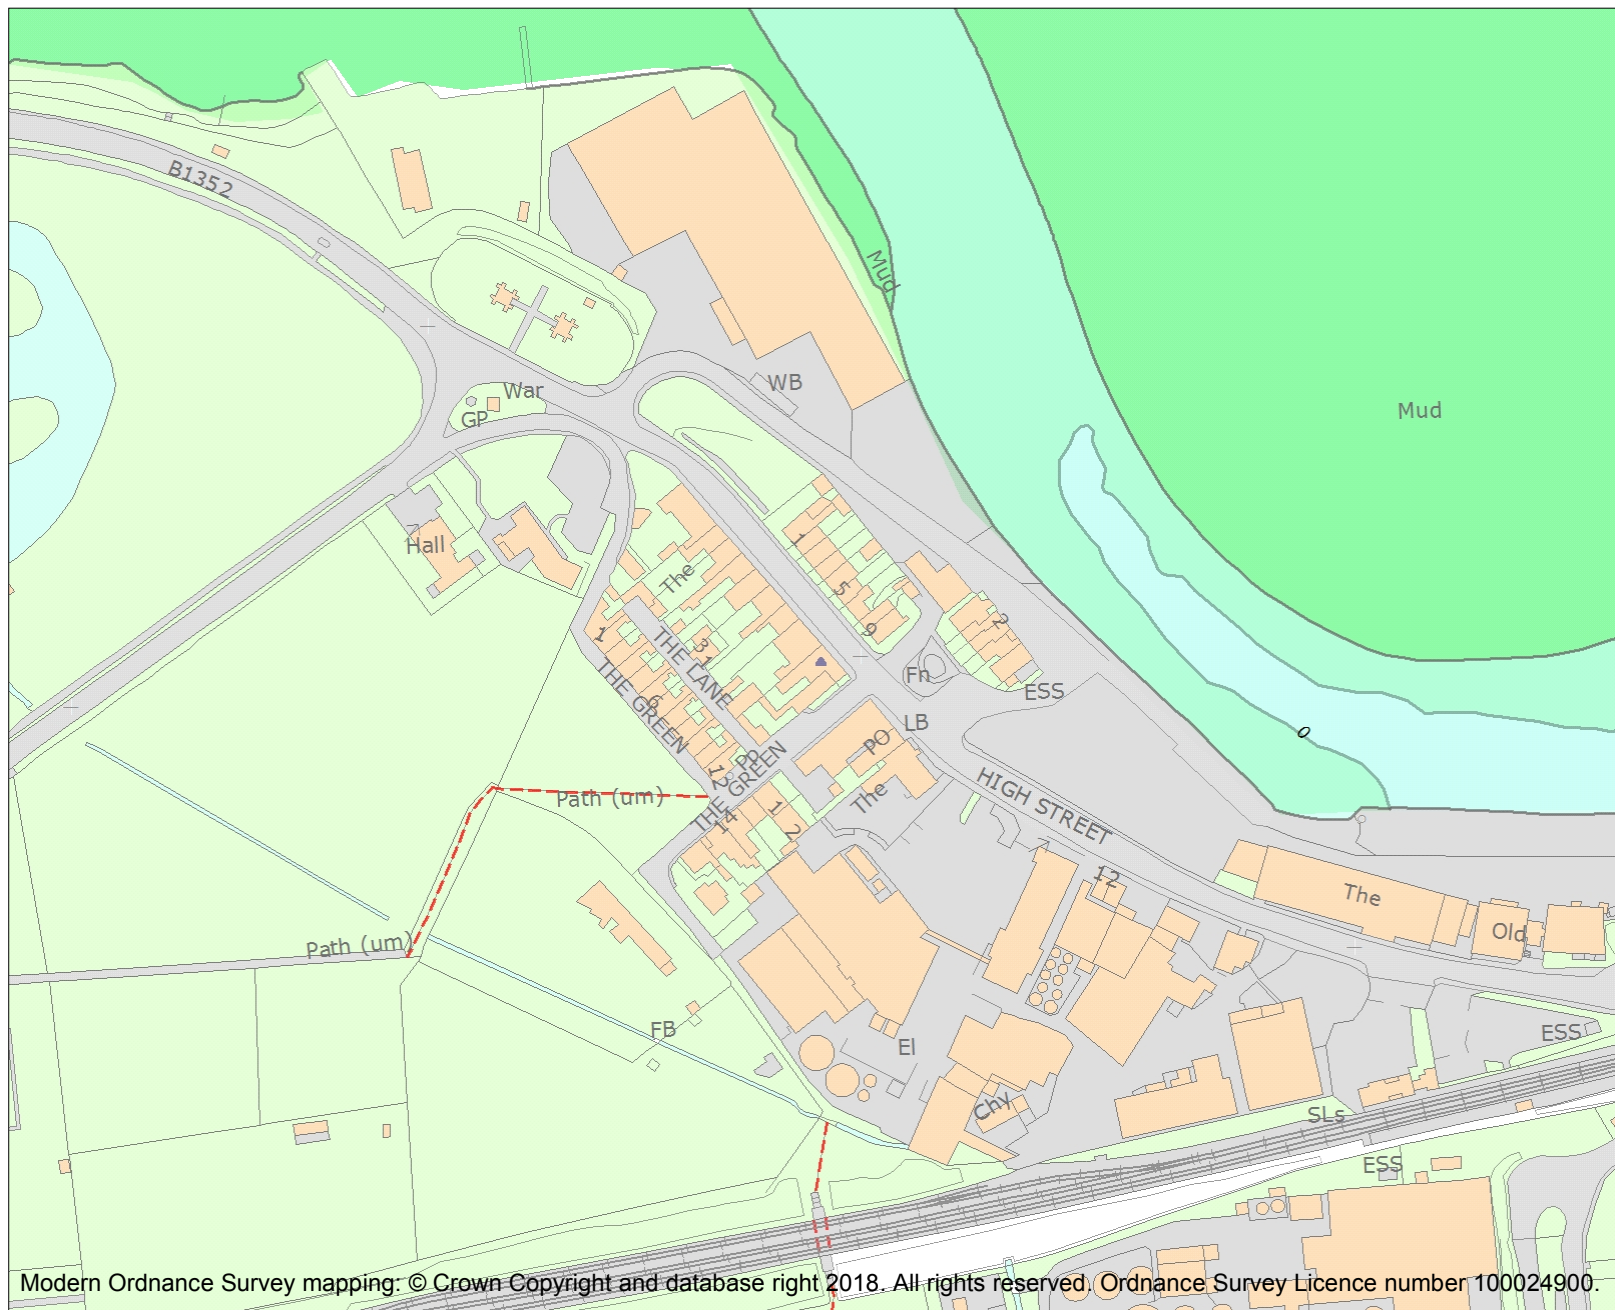 B1352
Mud
War
WB
GP
Mud
Hall
1
The
5
1
9
2
31
THE LANE
Fn
ESS
6
THE GREEN
LB
PO
pp
12
THE GREEN
HIGH STREET
Path (um)
The
1
14
2
12
The
Old
Path (um)
FB
El
ESS
Chy
SLs
ESS
Modern Ordnance Survey mapping: © Crown Copyright and database right 2018. All rights reserved. Ordnance Survey Licence number 100024900.